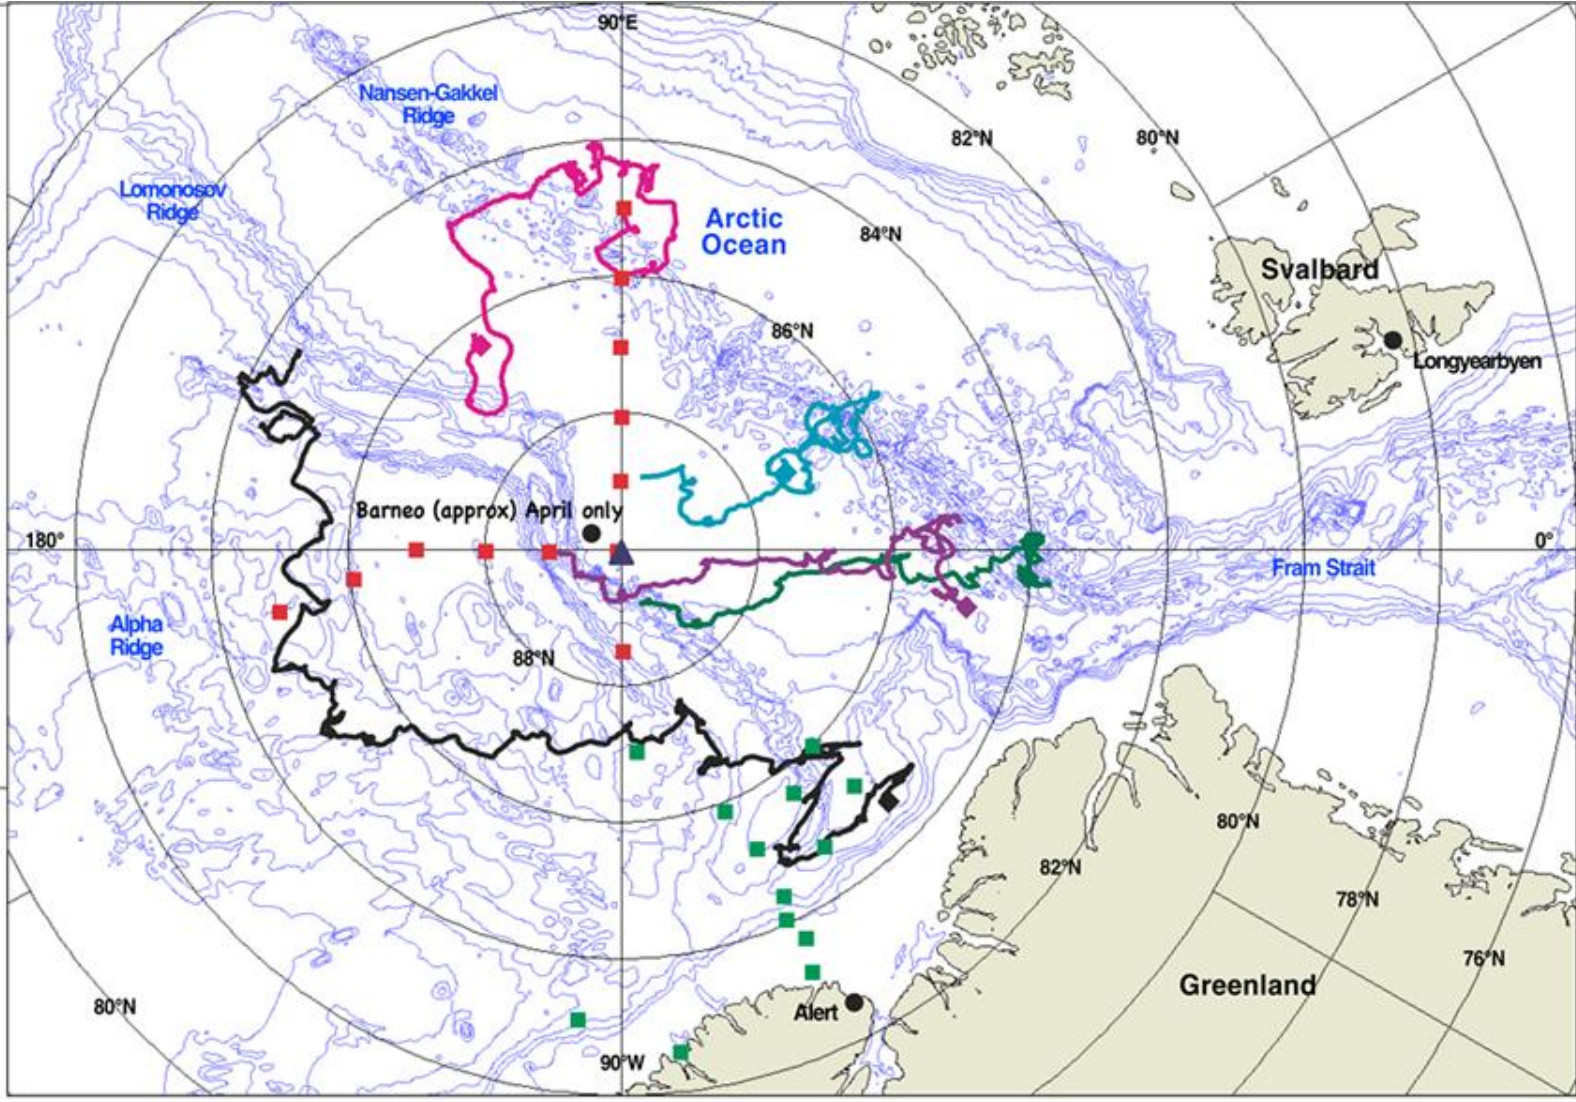 90°E
Nansen-Gakkel
Ridge
82°N
80°N
Lomonosov
Ridge
Arctic
Ocean
84°N
Svalbard
86°N
Longyearbyen
Barneo (approx) April only
180°
0°
Fram Strait
Alpha
Ridge
88°N
80°N
82°N
78°N
76°N
Greenland
80°N
Alert
90°W